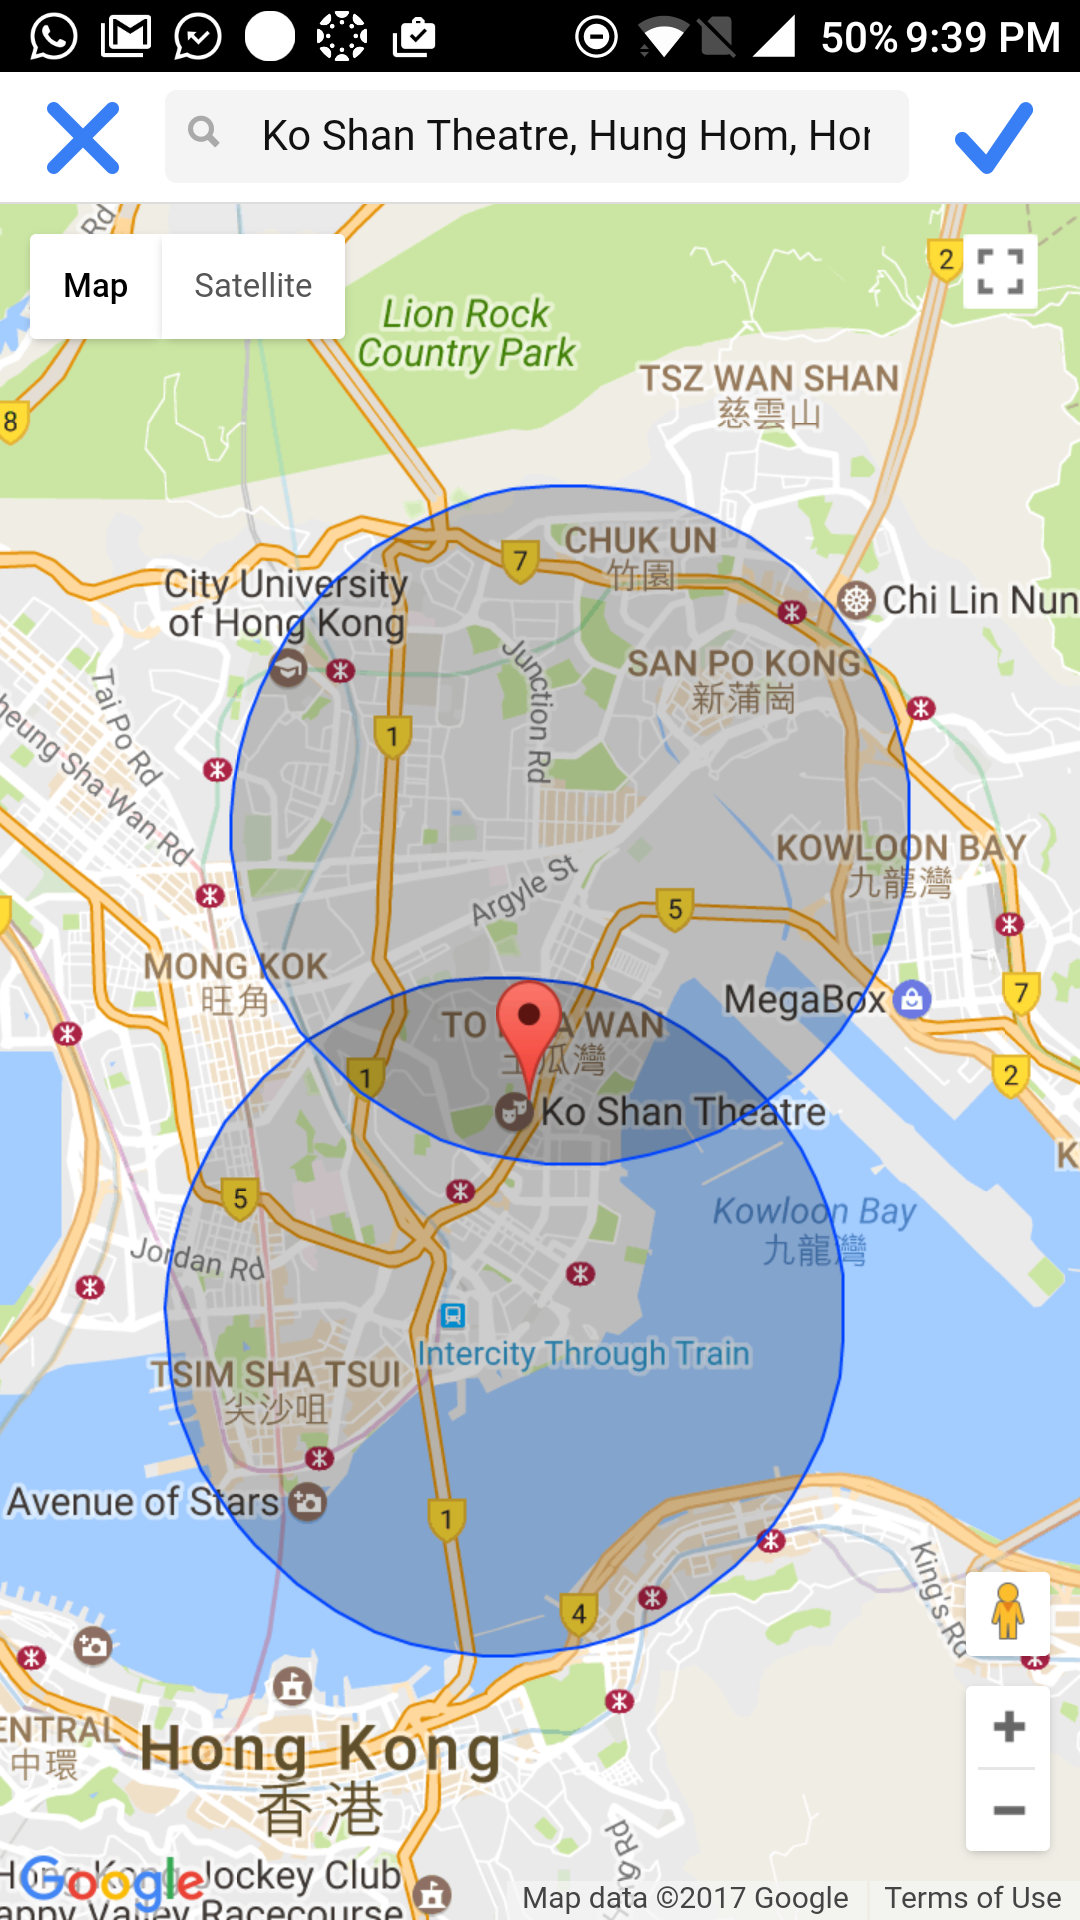 50% 9:39 PM
Ko Shan Theatre, Hung Hom, Hor
Rd
Map
Satellite
2
Lion Rock
Country Park
TSZ WAN SHAN
慈雲山
8
CHUK UN
竹園
7
City University
of Hong Kong
Chi Lin Nun
Junction Rd
SAN PO KONG
新蒲崗
Tai Po Rd
heung Sha Wan Rd
1
KOWLOON BAY
九龍灣
Argyle St
5
MONG KOK
旺角
MegaBox
7
TO WAN
瓜灣
1
2
Ko Shan Theatre
K
5
Kowloon Bay
九龍灣
Jordan Rd
Intercity Through Train
TSIM SHA TSUI
尖沙咀
Avenue of Stars
1
King's Rd
4
ENTRAL
中環
Hong Kong
香港
Rd
Hong Kong Jockey Club
appy Valley Racecourse
Google
Map data ©2017 Google
Terms of Use